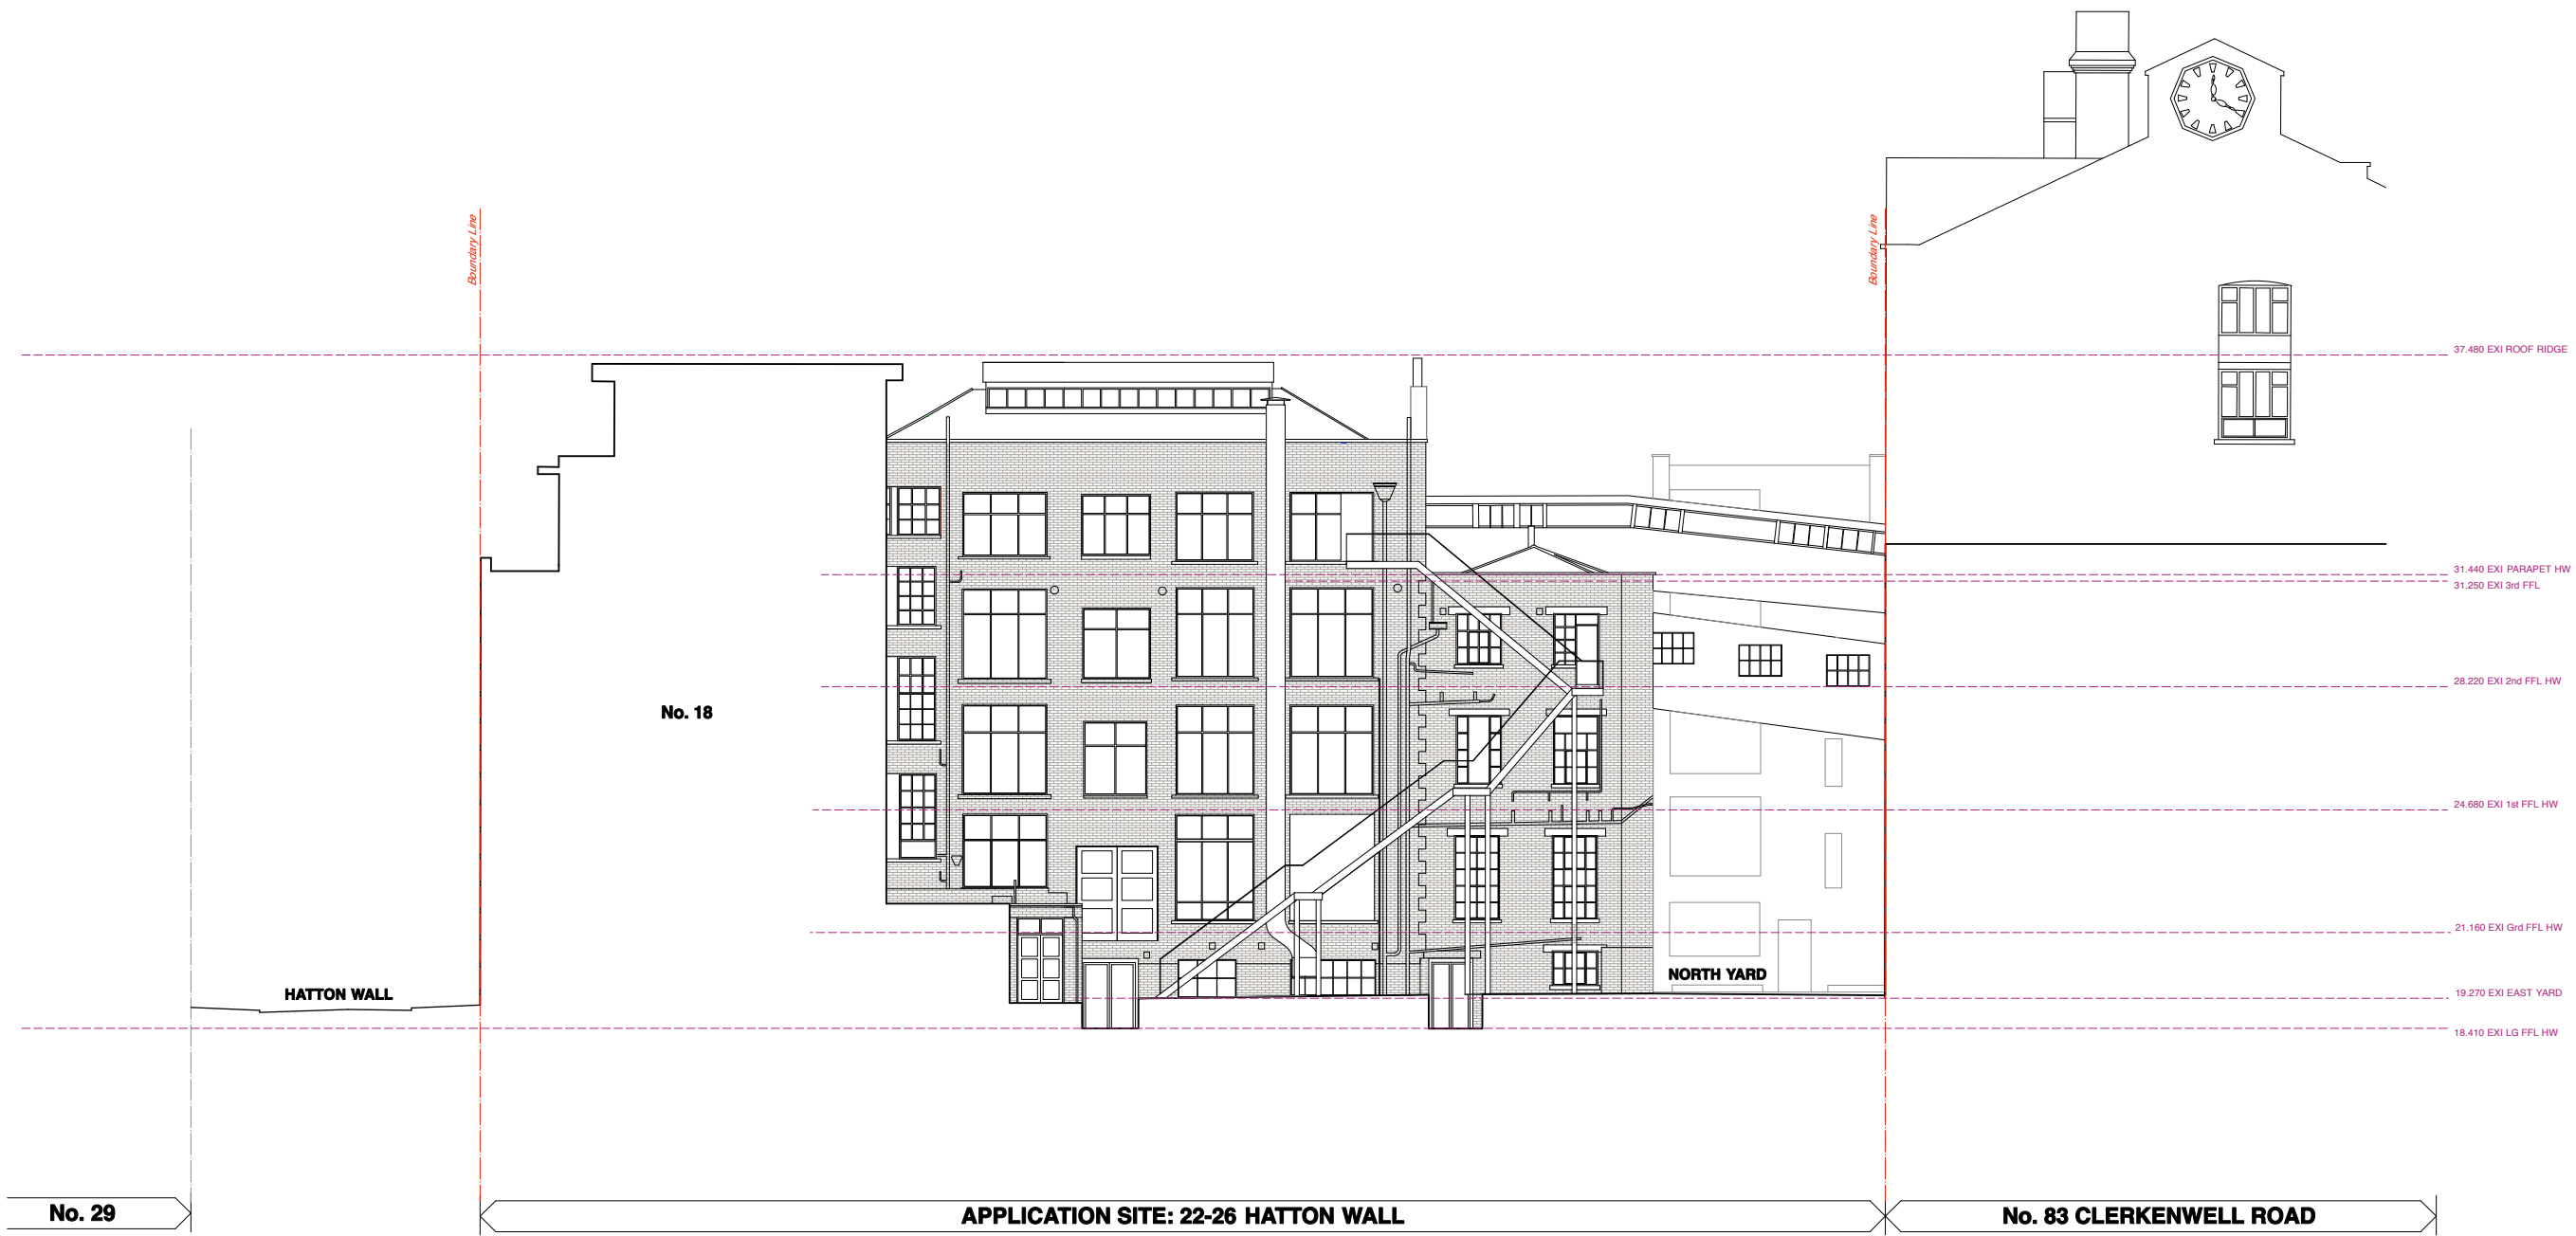 Boundary Line
Boundary Line
37.480 EXI ROOF RIDGE
31.440 EXI PARAPET HW
31.250 EXI 3rd FFL
28.220 EXI 2nd FFL HW
No. 18
24.680 EXI 1st FFL HW
21.160 EXI Grd FFL HW
NORTH YARD
HATTON WALL
19.270 EXI EAST YARD
18.410 EXI LG FFL HW
No. 29
APPLICATION SITE: 22-26 HATTON WALL
No. 83 CLERKENWELL ROAD